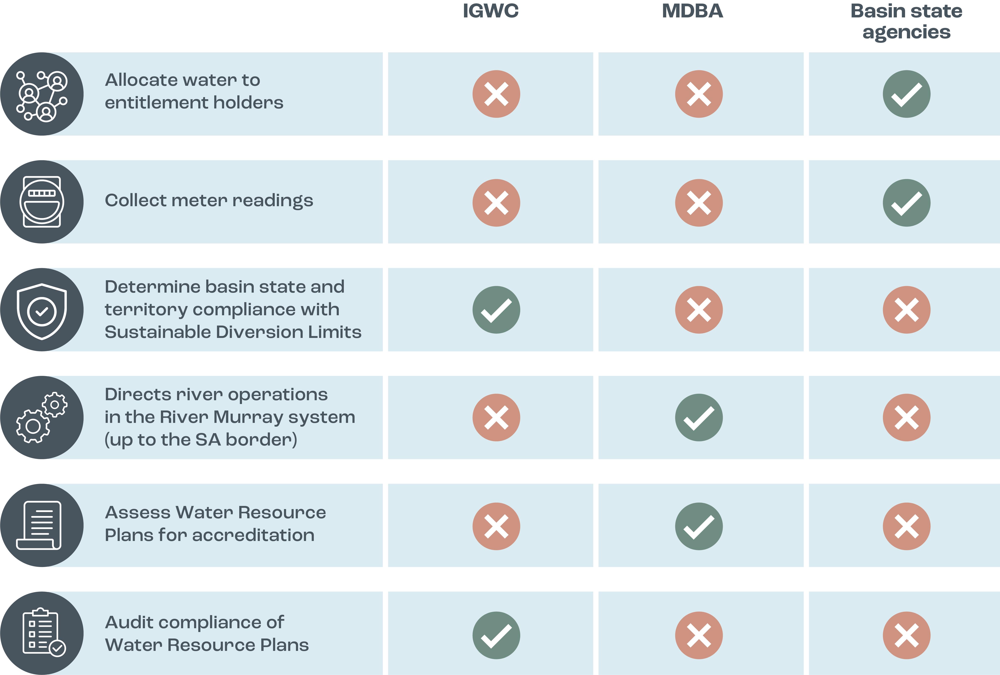 IGWC
MDBA
Basin state
agencies
Allocate water to
entitlement holders
Collect meter readings
Determine basin state and
territory compliance with
Sustainable Diversion Limits
Directs river operations
in the River Murray system
(up to the SA border)
Assess Water Resource
Plans for accreditation
Audit compliance of
Water Resource Plans